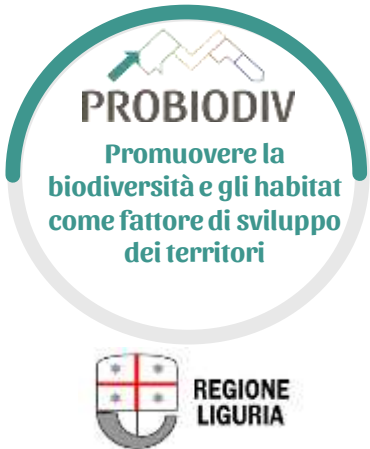 PROBIODIV
Promuovere la
biodiversità e gli habitat
come fattore di sviluppo
dei territori
REGIONE
LIGURIA